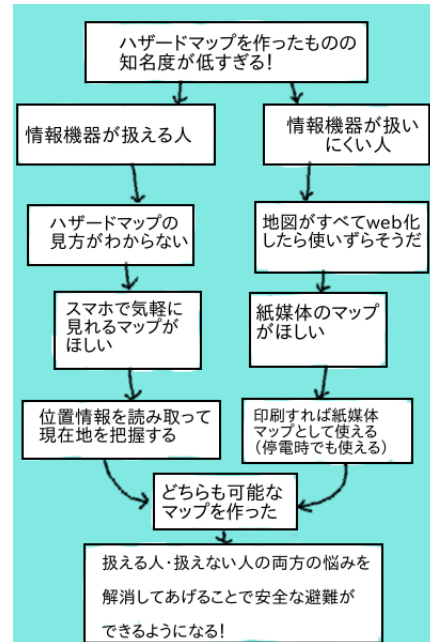 ハザードマップを作ったものの
知名度が低すぎる！
情報機器が扱える人
情報機器が扱い
にくい人
ハザードマップの
見方がわからない
地図がすべてweb化
したら使いずらそうだ
スマホで気軽に
見れるマップが
ほしい
紙媒体のマップ
がほしい
位置情報を読み取って
現在地を把握する
印刷すれば紙媒体
マップとして使える
（停電時でも使える）
どちらも可能な
マップを作った
扱える人・扱えない人の両方の悩みを
解消してあげることで安全な避難が
できるようになる！